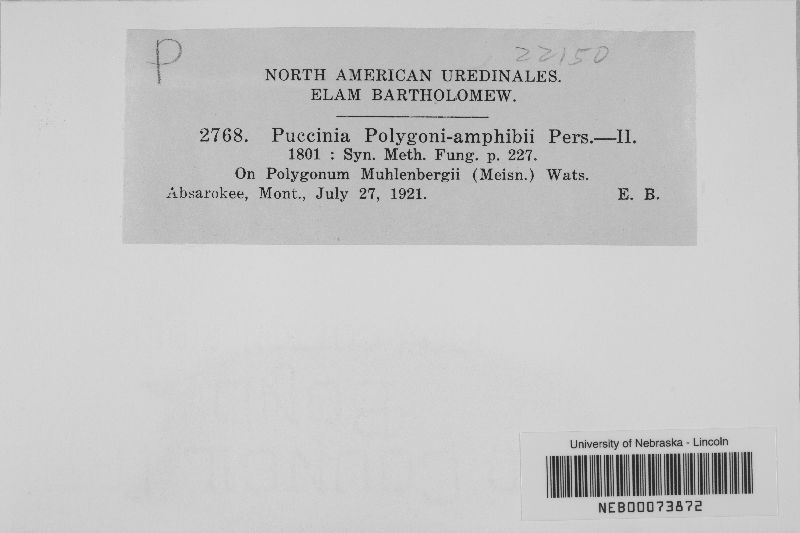 P
22150
NORTH AMERICAN UREDINALES.
ELAM BARTHOLOMEW.
2768. Puccinia Polygoni-amphibii Pers.—II.
1801 : Syn. Meth. Fung. p. 227.
On Polygonum Muhlenbergii (Meisn.) Wats.
Absarokee, Mont., July 27, 1921. E. B.
University of Nebraska - Lincoln
NEB00073872